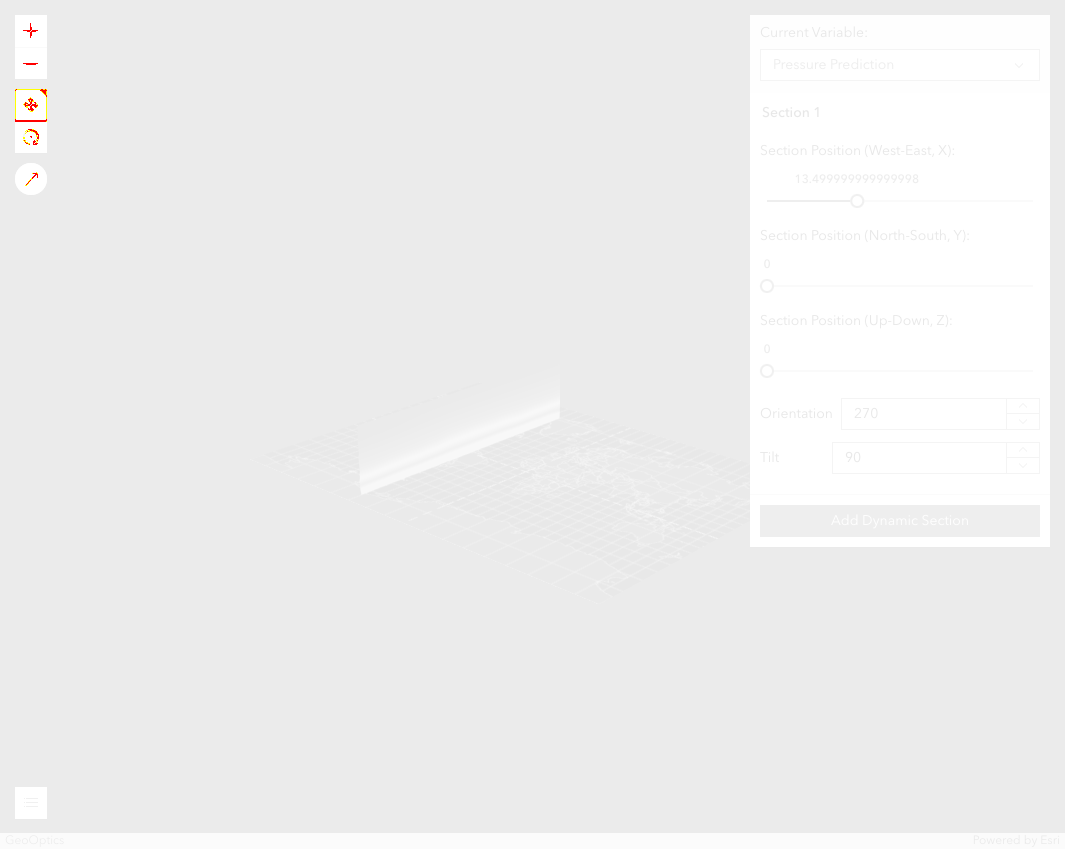 Current Variable:
Pressure Prediction
Section 1
Section Position (West-East, X):
13.499999999999998
Section Position (North-South, Y):
0
Section Position (Up-Down, Z):
0
Orientation 270
Tilt 90
Add Dynamic Section
GeoOptics Powered by Esri